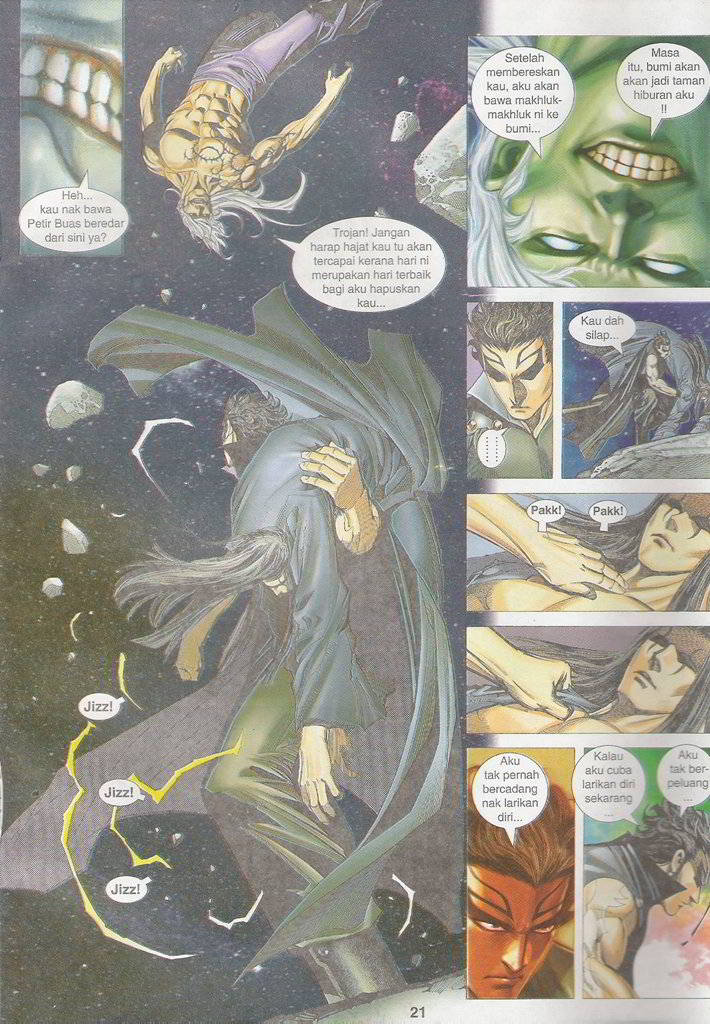 Heh...
kau nak bawa
Petir Buas beredar
dari sini ya?
Trojan! Jangan
harap hajat kau tu akan
tercapai kerana hari ni
merupakan hari terbaik
bagi aku hapuskan
kau...
Jizz!
Jizz!
Jizz!
Setelah
membereskan
kau, aku akan
bawa makhluk-
makhluk ni ke
bumi...
Masa
itu, bumi akan
akan jadi taman
hiburan aku
!!
Kau dah
silap...
Pakk!
Pakk!
Aku
tak pernah
bercadang
nak larikan
diri...
Kalau
aku cuba
larikan diri
sekarang
...
Aku
tak ber-
peluang
...
21